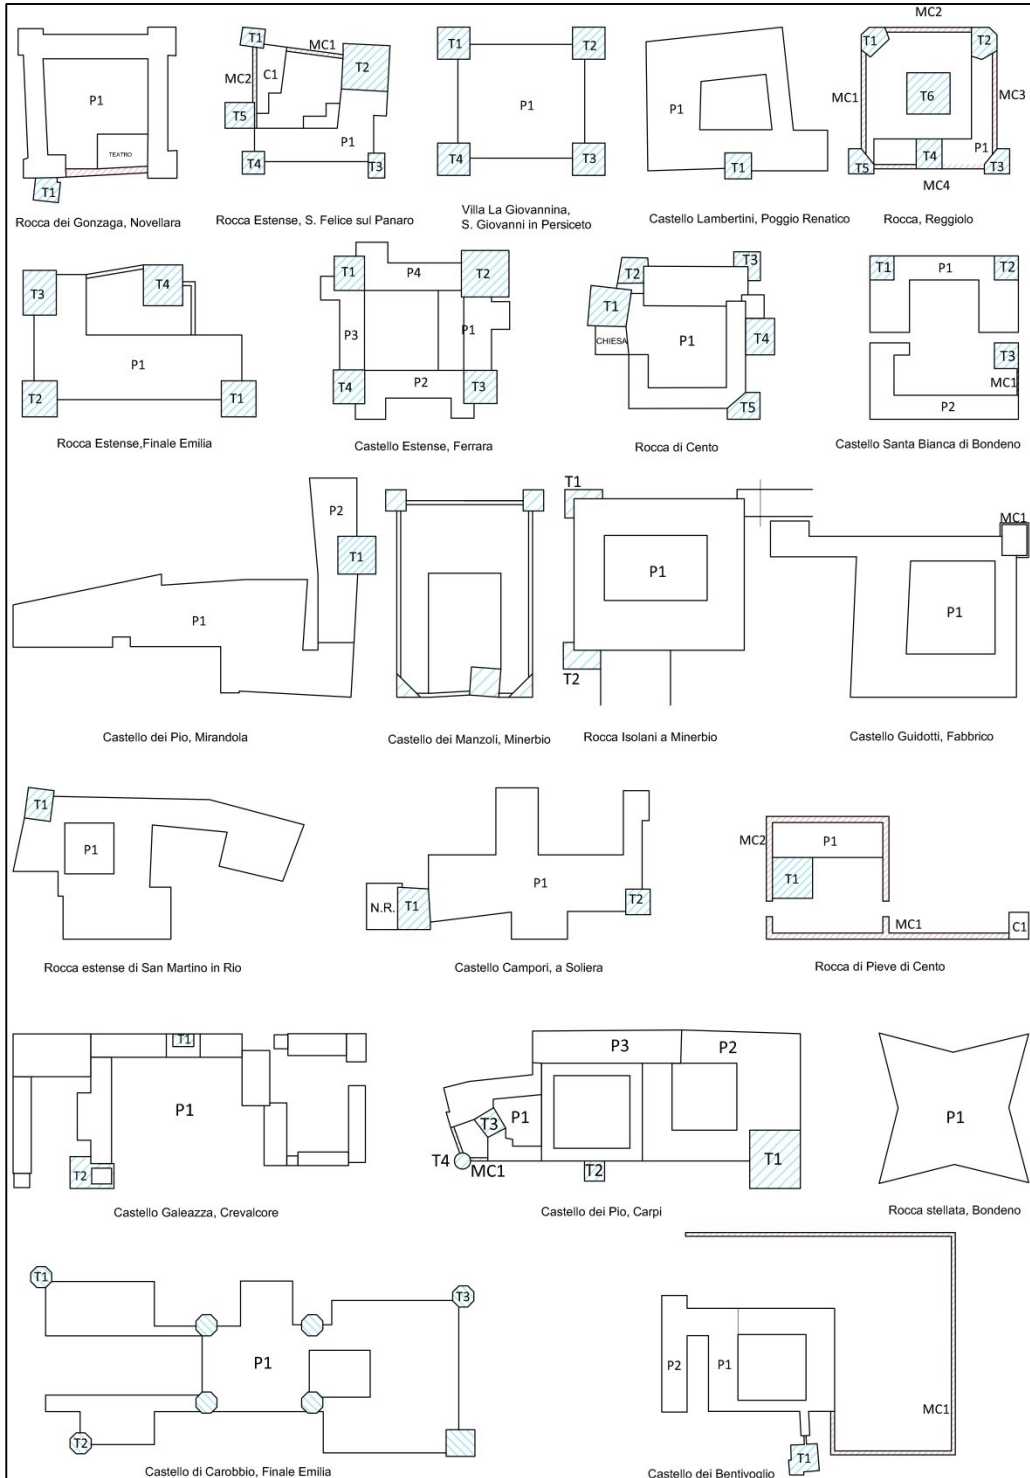 P1
TEATRO
T1
Rocca dei Gonzaga, Novellara
T1
MC1
MC2
C1
T2
T5
P1
T4
T3
Rocca Estense, S. Felice sul Panaro
T1
T2
P1
T4
T3
Villa La Giovannina,
S. Giovanni in Persiceto
P1
T1
Castello Lambertini, Poggio Renatico
MC2
T1
T2
MC1
T6
MC3
T4
P1
T5
T3
MC4
Rocca, Reggiolo
T3
T4
P1
T2
T1
Rocca Estense,Finale Emilia
T1
P4
T2
P3
P1
T4
P2
T3
Castello Estense, Ferrara
T2
T3
T1
CHIESA
P1
T4
T5
Rocca di Cento
T1
P1
T2
T3
MC1
P2
Castello Santa Bianca di Bondeno
P2
T1
P1
Castello dei Pio, Mirandola
Castello dei Manzoli, Minerbio
T1
P1
T2
Rocca Isolani a Minerbio
MC1
P1
Castello Guidotti, Fabbrico
T1
P1
Rocca estense di San Martino in Rio
P1
N.R.
T1
T2
Castello Campori, a Soliera
MC2
P1
T1
MC1
C1
Rocca di Pieve di Cento
T1
P1
T2
Castello Galeazza, Crevalcore
P3
P2
T3
P1
T4
MC1
T2
T1
Castello dei Pio, Carpi
P1
Rocca stellata, Bondeno
T1
T3
P1
T2
Castello di Carobbio, Finale Emilia
P2
P1
MC1
T1
Castello dei Bentivoglio